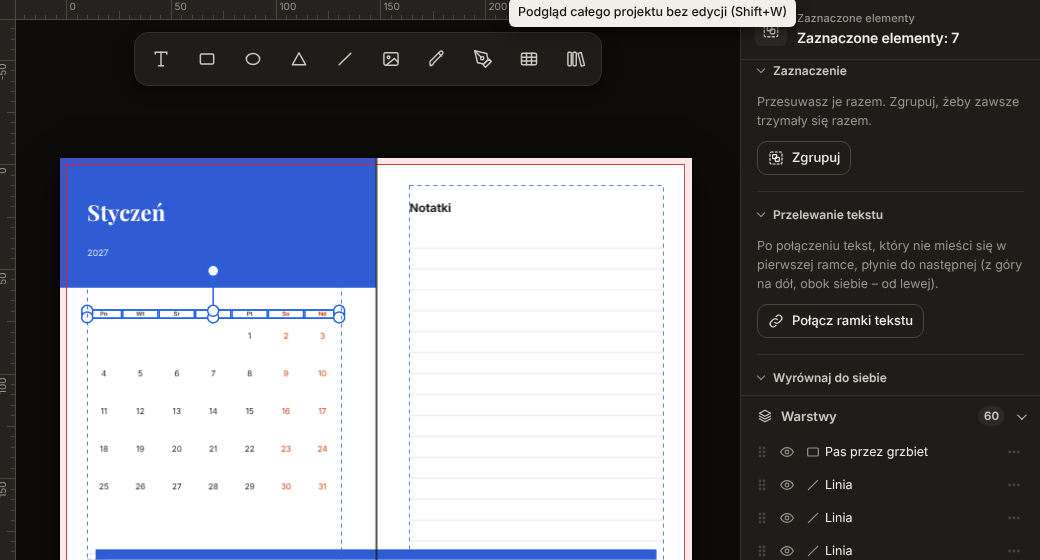 0 50 100 150 200
Podgląd całego projektu bez edycji (Shift+W)
Zaznaczone elementy
Zaznaczone elementy: 7
Zaznaczenie
Przesuwasz je razem. Zgrupuj, żeby zawsze
trzymały się razem.
Zgrupuj
Przelewanie tekstu
Po połączeniu tekst, który nie mieści się w
pierwszej ramce, płynie do następnej (z góry
na dół, obok siebie – od lewej).
Połącz ramki tekstu
Wyrównaj do siebie
Warstwy 60
Pas przez grzbiet
Linia
Linia
Linia
-50
0
50
100
150
Styczeń
2027
Pn Wt Sr Pt So Nd
1 2 3
4 5 6 7 8 9 10
11 12 13 14 15 16 17
18 19 20 21 22 23 24
25 26 27 28 29 30 31
Notatki